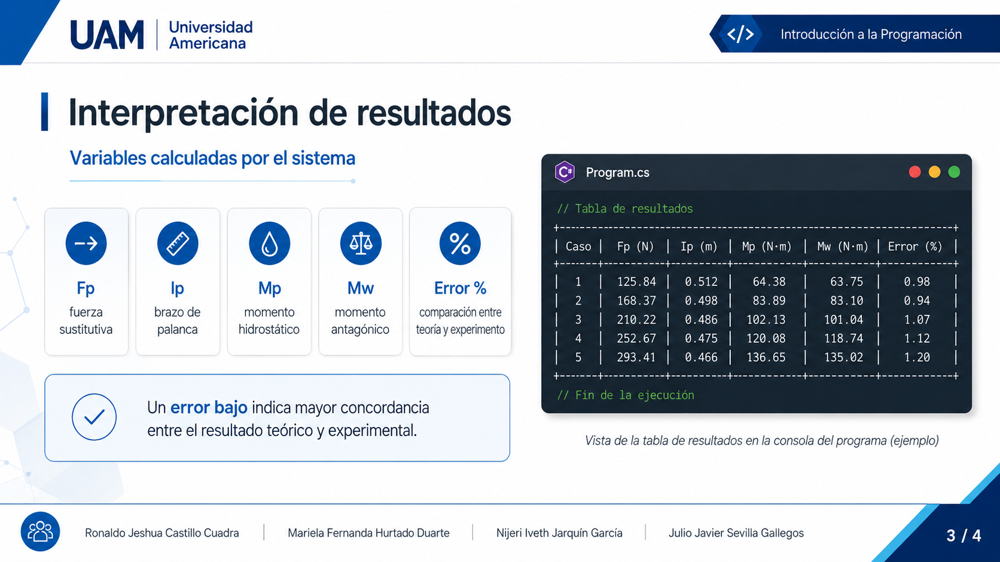 UAM
Universidad
Americana
</> Introducción a la Programación
Interpretación de resultados
Variables calculadas por el sistema
Fp
fuerza
sustitutiva
Ip
brazo de
palanca
Mp
momento
hidrostático
Mw
momento
antagónico
%
Error %
comparación entre
teoría y experimento
Un error bajo indica mayor concordancia
entre el resultado teórico y experimental.
C# Program.cs
// Tabla de resultados
+-------+-----------+---------+-----------+-----------+-----------+
| Caso | Fp (N) | Ip (m) | Mp (N·m) | Mw (N·m) | Error (%) |
+-------+-----------+---------+-----------+-----------+-----------+
| 1 | 125.84 | 0.512 | 64.38 | 63.75 | 0.98 |
| 2 | 168.37 | 0.498 | 83.89 | 83.10 | 0.94 |
| 3 | 210.22 | 0.486 | 102.13 | 101.04 | 1.07 |
| 4 | 252.67 | 0.475 | 120.08 | 118.74 | 1.12 |
| 5 | 293.41 | 0.466 | 136.65 | 135.02 | 1.20 |
+-------+-----------+---------+-----------+-----------+-----------+
// Fin de la ejecución
Vista de la tabla de resultados en la consola del programa (ejemplo)
Ronaldo Jeshua Castillo Cuadra | Mariela Fernanda Hurtado Duarte | Nijeri Iveth Jarquín García | Julio Javier Sevilla Gallegos
3 / 4